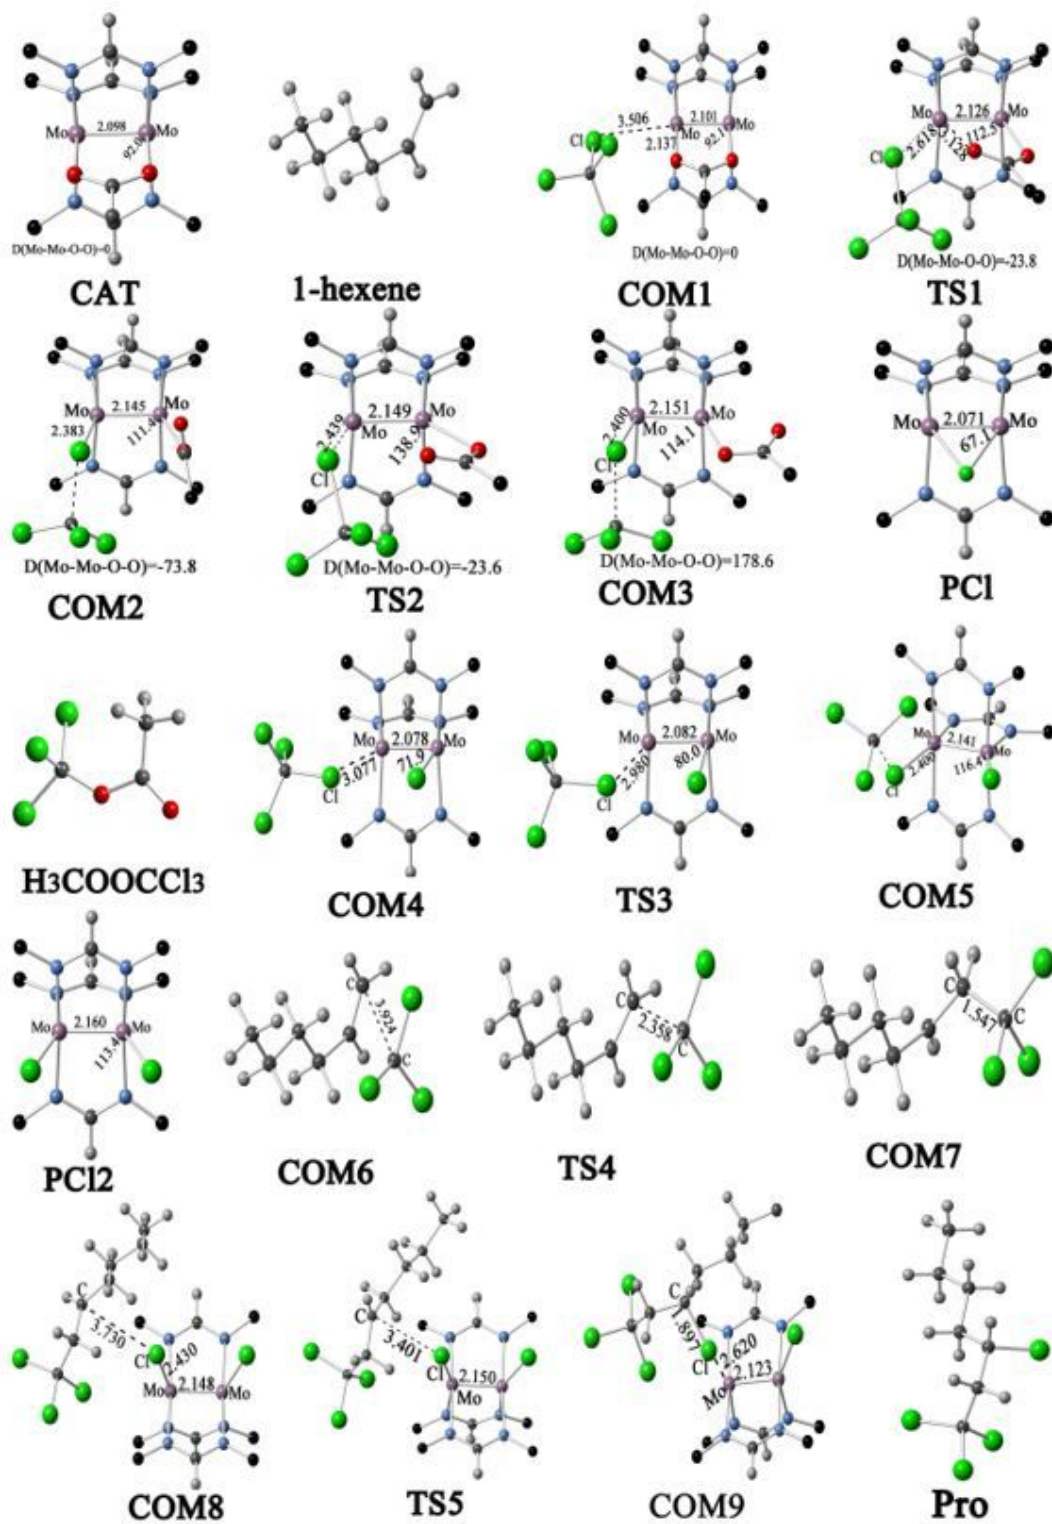 Mo 2.098 Mo
92.0
D(Mo-Mo-O-O)=0
CAT
1-hexene
3.506 2.101
Cl Mo Mo
2.137 92.1
D(Mo-Mo-O-O)=0
COM1
Mo 2.126 Mo
Cl 2.618 112.5
D(Mo-Mo-O-O)=-23.8
TS1
Mo 2.145 Mo
2.383 111.4
D(Mo-Mo-O-O)=-73.8
COM2
2.149 Mo
2.439 Mo
Cl 138.9
D(Mo-Mo-O-O)=-23.6
TS2
2.151 Mo
2.400 Mo
Cl 114.1
D(Mo-Mo-O-O)=178.6
COM3
Mo 2.071 Mo
67.1
PCl
H3COOCCl3
Mo 2.078 Mo
3.077 71.9
Cl
COM4
Mo 2.082 Mo
2.980 80.0
Cl
TS3
Mo 2.141 Mo
2.400 116.4
Cl
COM5
Mo 2.160 Mo
113.4
PCl2
C
3.924
C
COM6
C
2.358
C
TS4
C
1.547
C
COM7
C
3.730
Cl 2.430
Mo 2.148 Mo
COM8
C
3.401
Cl 2.150
Mo
TS5
C
1.897
Cl 2.620
Mo 2.123
COM9
Pro